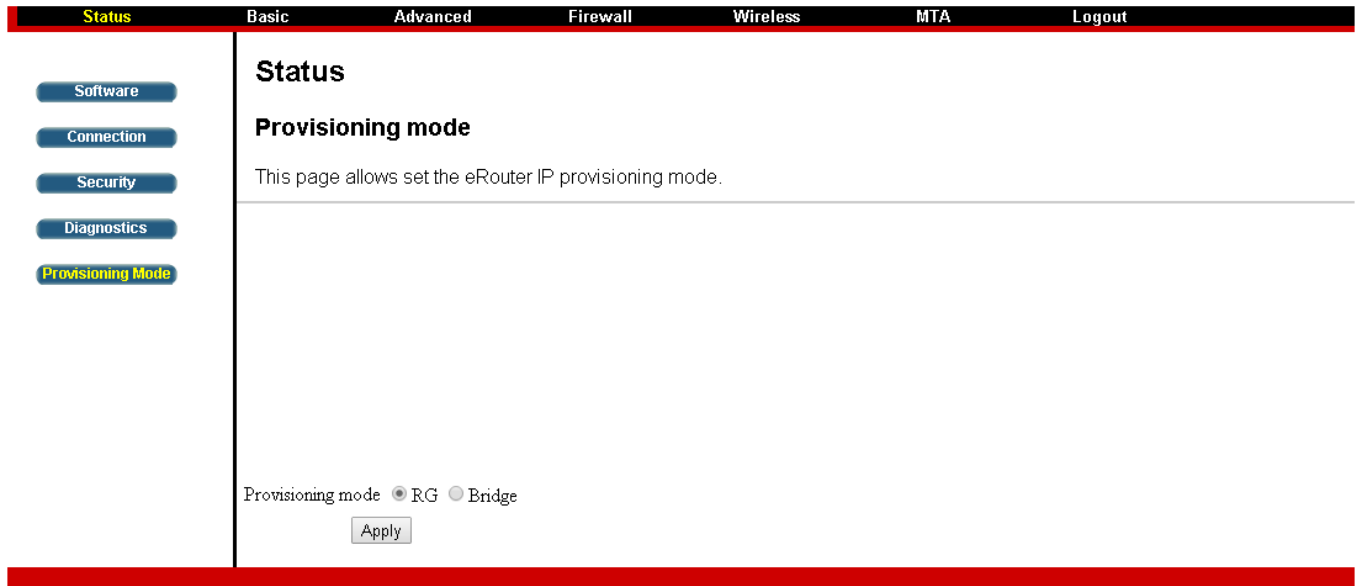 Status Basic Advanced Firewall Wireless MTA Logout
Software
Connection
Security
Diagnostics
Provisioning Mode
Status
Provisioning mode
This page allows set the eRouter IP provisioning mode.
Provisioning mode RG Bridge
Apply